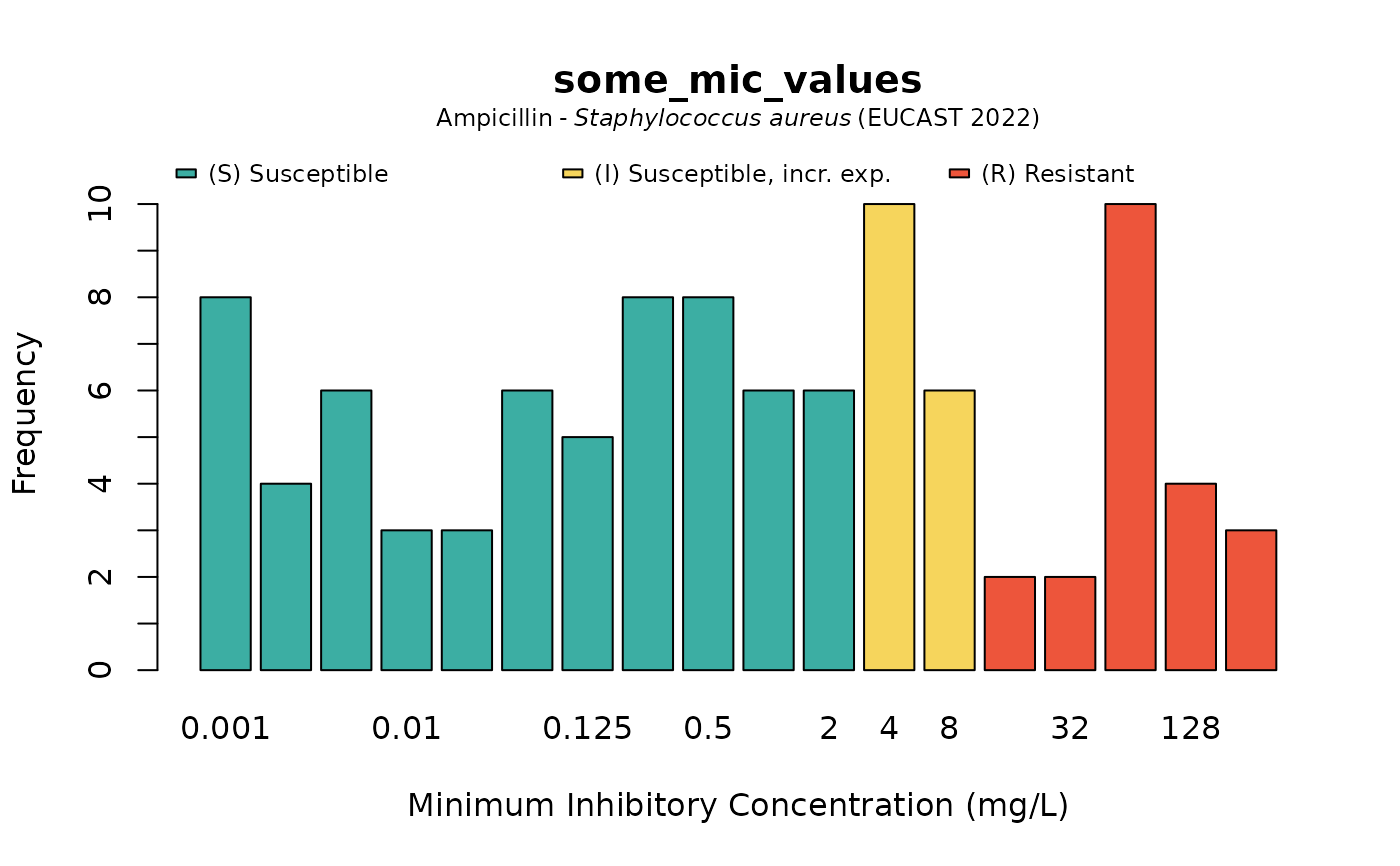 some_mic_values
Ampicillin - Staphylococcus aureus (EUCAST 2022)
(S) Susceptible (I) Susceptible, incr. exp. (R) Resistant
10
8
6
4
2
0
Frequency
0.001 0.01 0.125 0.5 2 4 8 32 128
Minimum Inhibitory Concentration (mg/L)